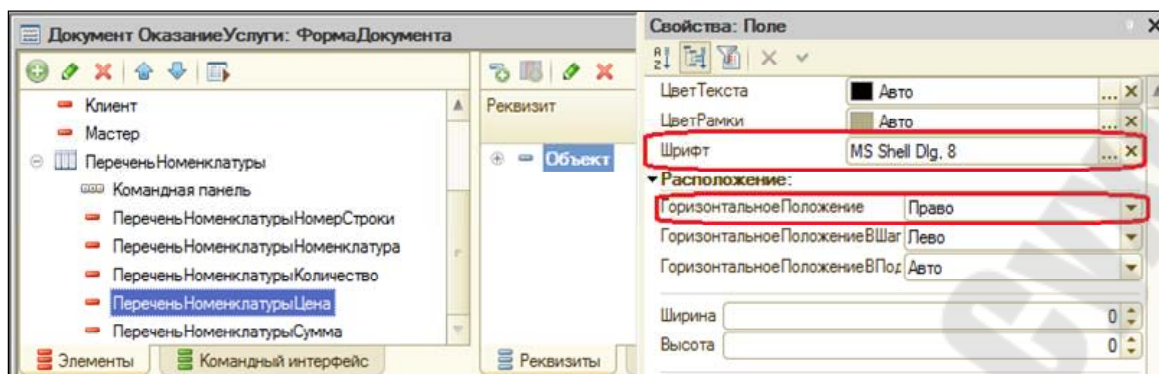 Документ ОказаниеУслуги: ФормаДокумента
Клиент
Мастер
ПереченьНоменклатуры
Командная панель
ПереченьНоменклатурыНомерСтроки
ПереченьНоменклатурыНоменклатура
ПереченьНоменклатурыКоличество
ПереченьНоменклатурыЦена
ПереченьНоменклатурыСумма
Элементы Командный интерфейс
Реквизит
Объект
Реквизиты
Свойства: Поле
ЦветТекста Авто ...
ЦветРамки Авто ...
Шрифт MS Shell Dlg, 8 ...
Расположение:
ГоризонтальноеПоложение Право
ГоризонтальноеПоложениеВШап Лево
ГоризонтальноеПоложениеВПод Авто
Ширина 0
Высота 0